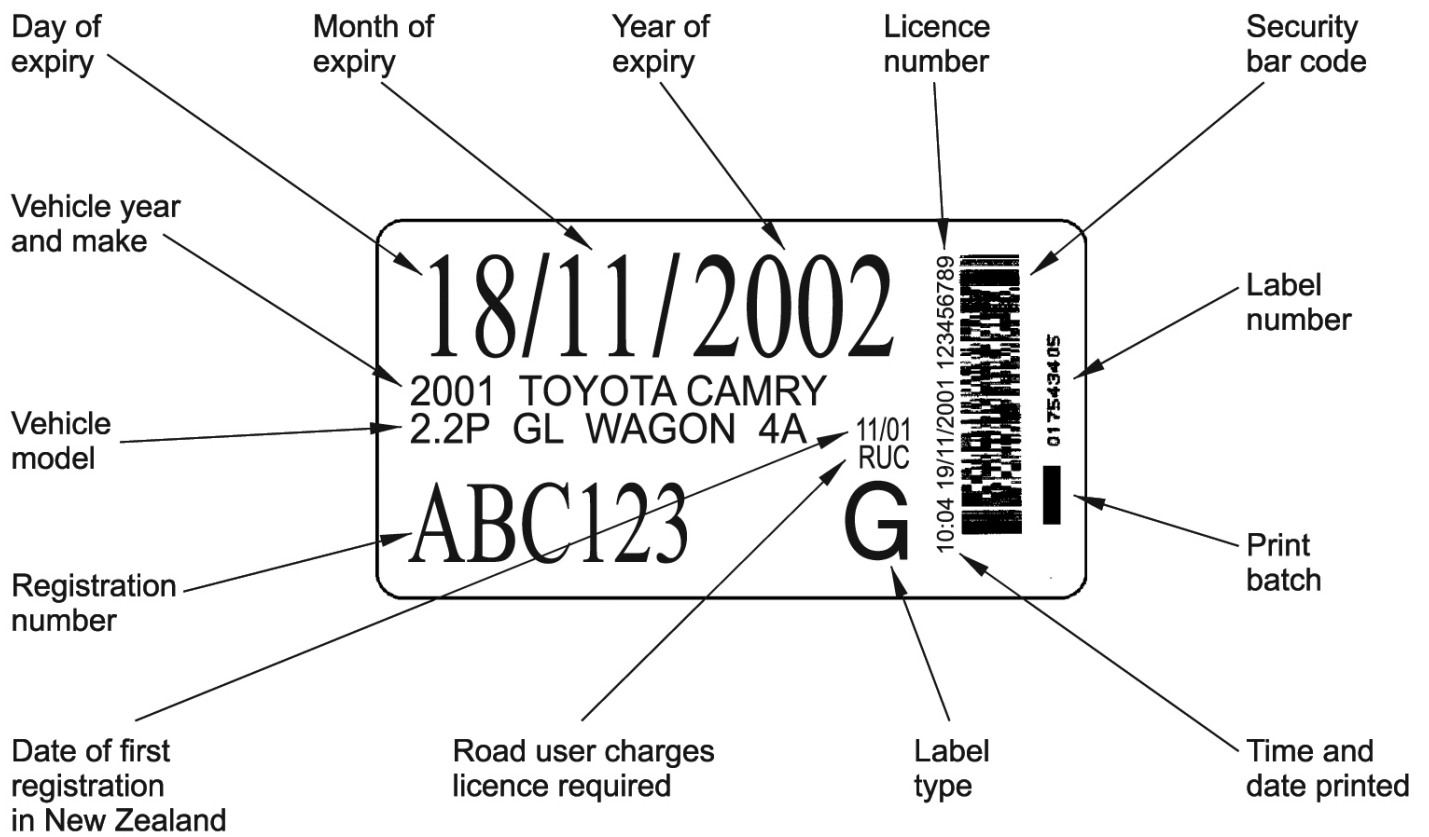 Day of
expiry
Month of
expiry
Year of
expiry
Licence
number
Security
bar code
Vehicle year
and make
Label
number
Vehicle
model
Registration
number
Print
batch
Date of first
registration
in New Zealand
Road user charges
licence required
Label
type
Time and
date printed
18/11/2002
2001 TOYOTA CAMRY
2.2P GL WAGON 4A
11/01
RUC
ABC123
G
10:04 19/11/2001 123456789
017543405